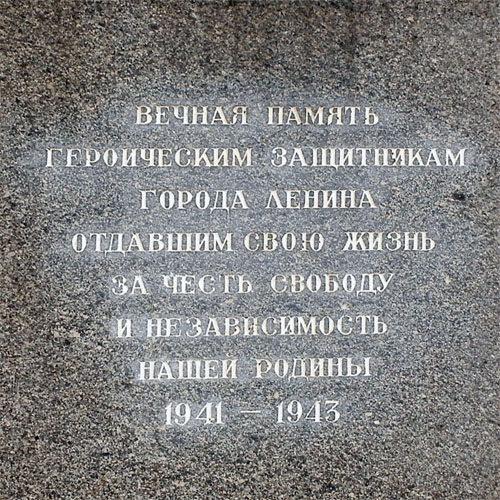 ВЕЧНАЯ ПАМЯТЬ
ГЕРОИЧЕСКИМ ЗАЩИТНИКАМ
ГОРОДА ЛЕНИНА
ОТДАВШИМ СВОЮ ЖИЗНЬ
ЗА ЧЕСТЬ СВОБОДУ
И НЕЗАВИСИМОСТЬ
НАШЕЙ РОДИНЫ
1941 — 1943